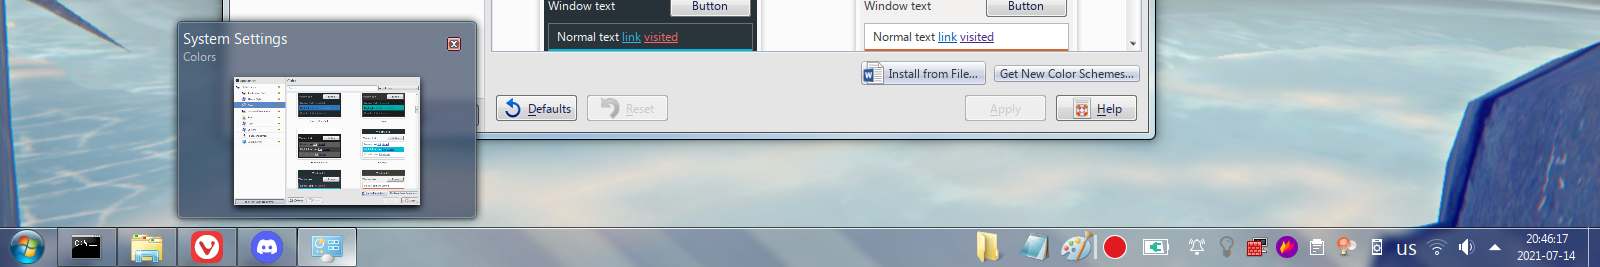 Window text
Button
Window text
Button
Normal text link visited
Normal text link visited
System Settings
Colors
Install from File...
Get New Color Schemes...
Defaults
Reset
Apply
Help
C:\_
us
20:46:17
2021-07-14